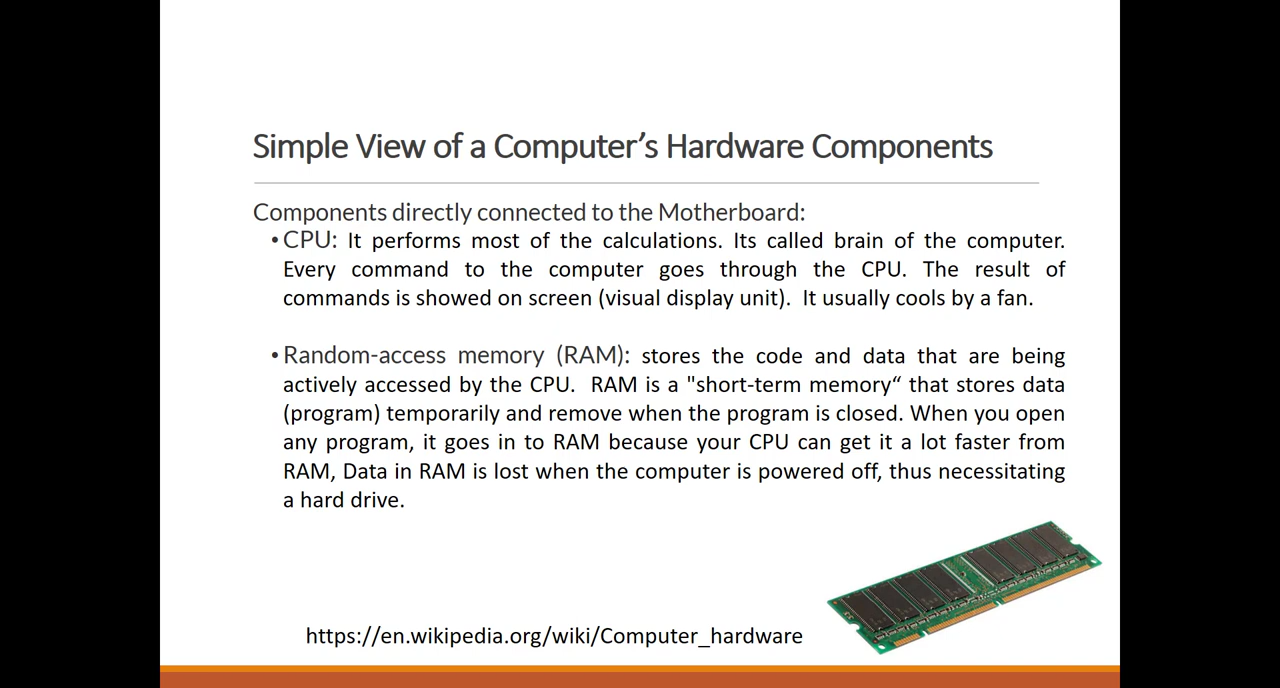 Simple View of a Computer’s Hardware Components
Components directly connected to the Motherboard:
• CPU: It performs most of the calculations. Its called brain of the computer.
Every command to the computer goes through the CPU. The result of
commands is showed on screen (visual display unit).  It usually cools by a fan.
• Random-access memory (RAM): stores the code and data that are being
actively accessed by the CPU.  RAM is a "short-term memory“ that stores data
(program) temporarily and remove when the program is closed. When you open
any program, it goes in to RAM because your CPU can get it a lot faster from
RAM, Data in RAM is lost when the computer is powered off, thus necessitating
a hard drive.
https://en.wikipedia.org/wiki/Computer_hardware